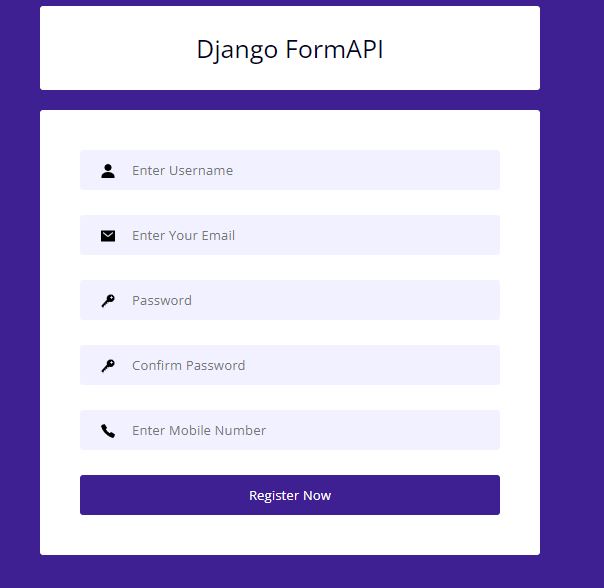 Django FormAPI
Enter Username
Enter Your Email
Password
Confirm Password
Enter Mobile Number
Register Now